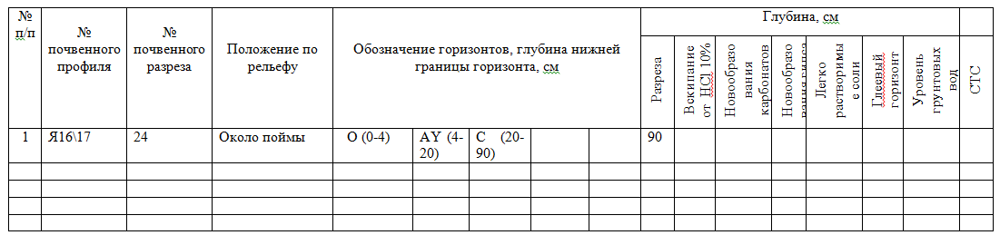 №
п/п
№
почвенного
профиля
№
почвенного
разреза
Положение по
рельефу
Обозначение горизонтов, глубина нижней
границы горизонта, см
Глубина, см
Разреза
Вскипание
от HCl 10%
Новообразо
вания
карбонатов
Новообразо
вания гипса
Легко
растворимы
е соли
Глеевый
горизонт
Уровень
грунтовых
вод
СТС
1
Я16\17
24
Около поймы
О (0-4)
AY (4-
20)
С (20-
90)
90